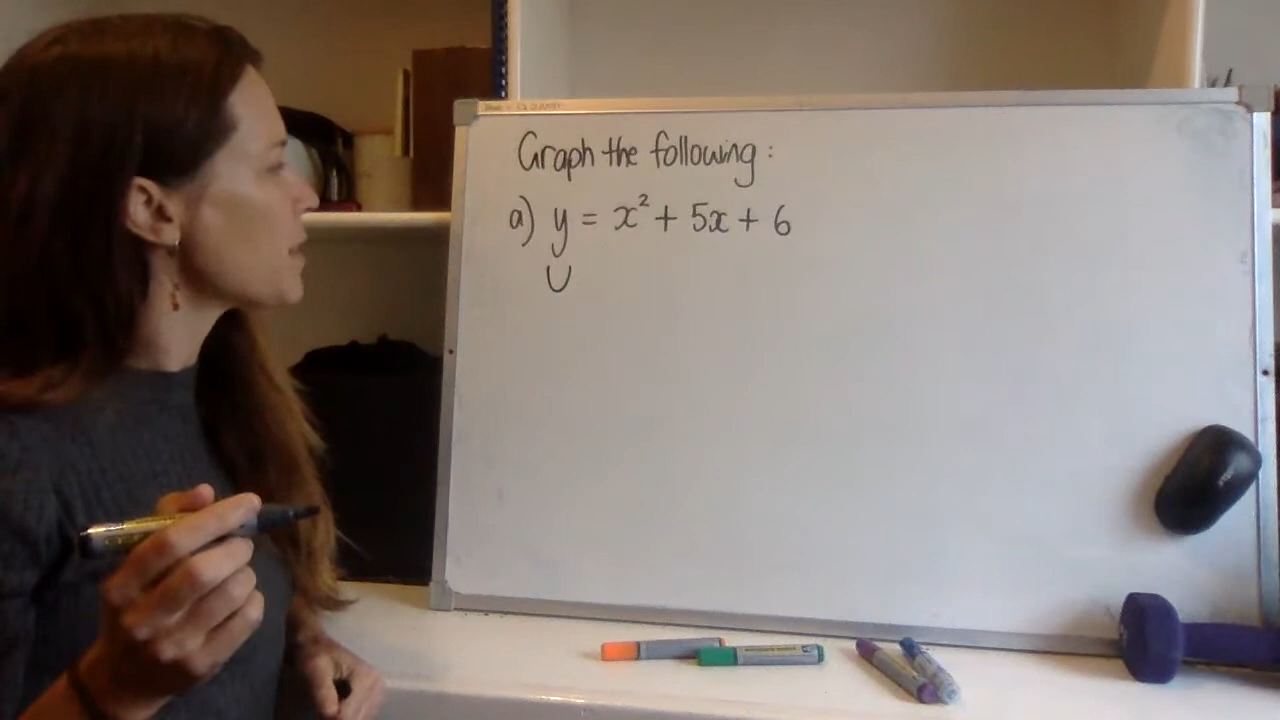 Graph the following:
a) y = x² + 5x + 6